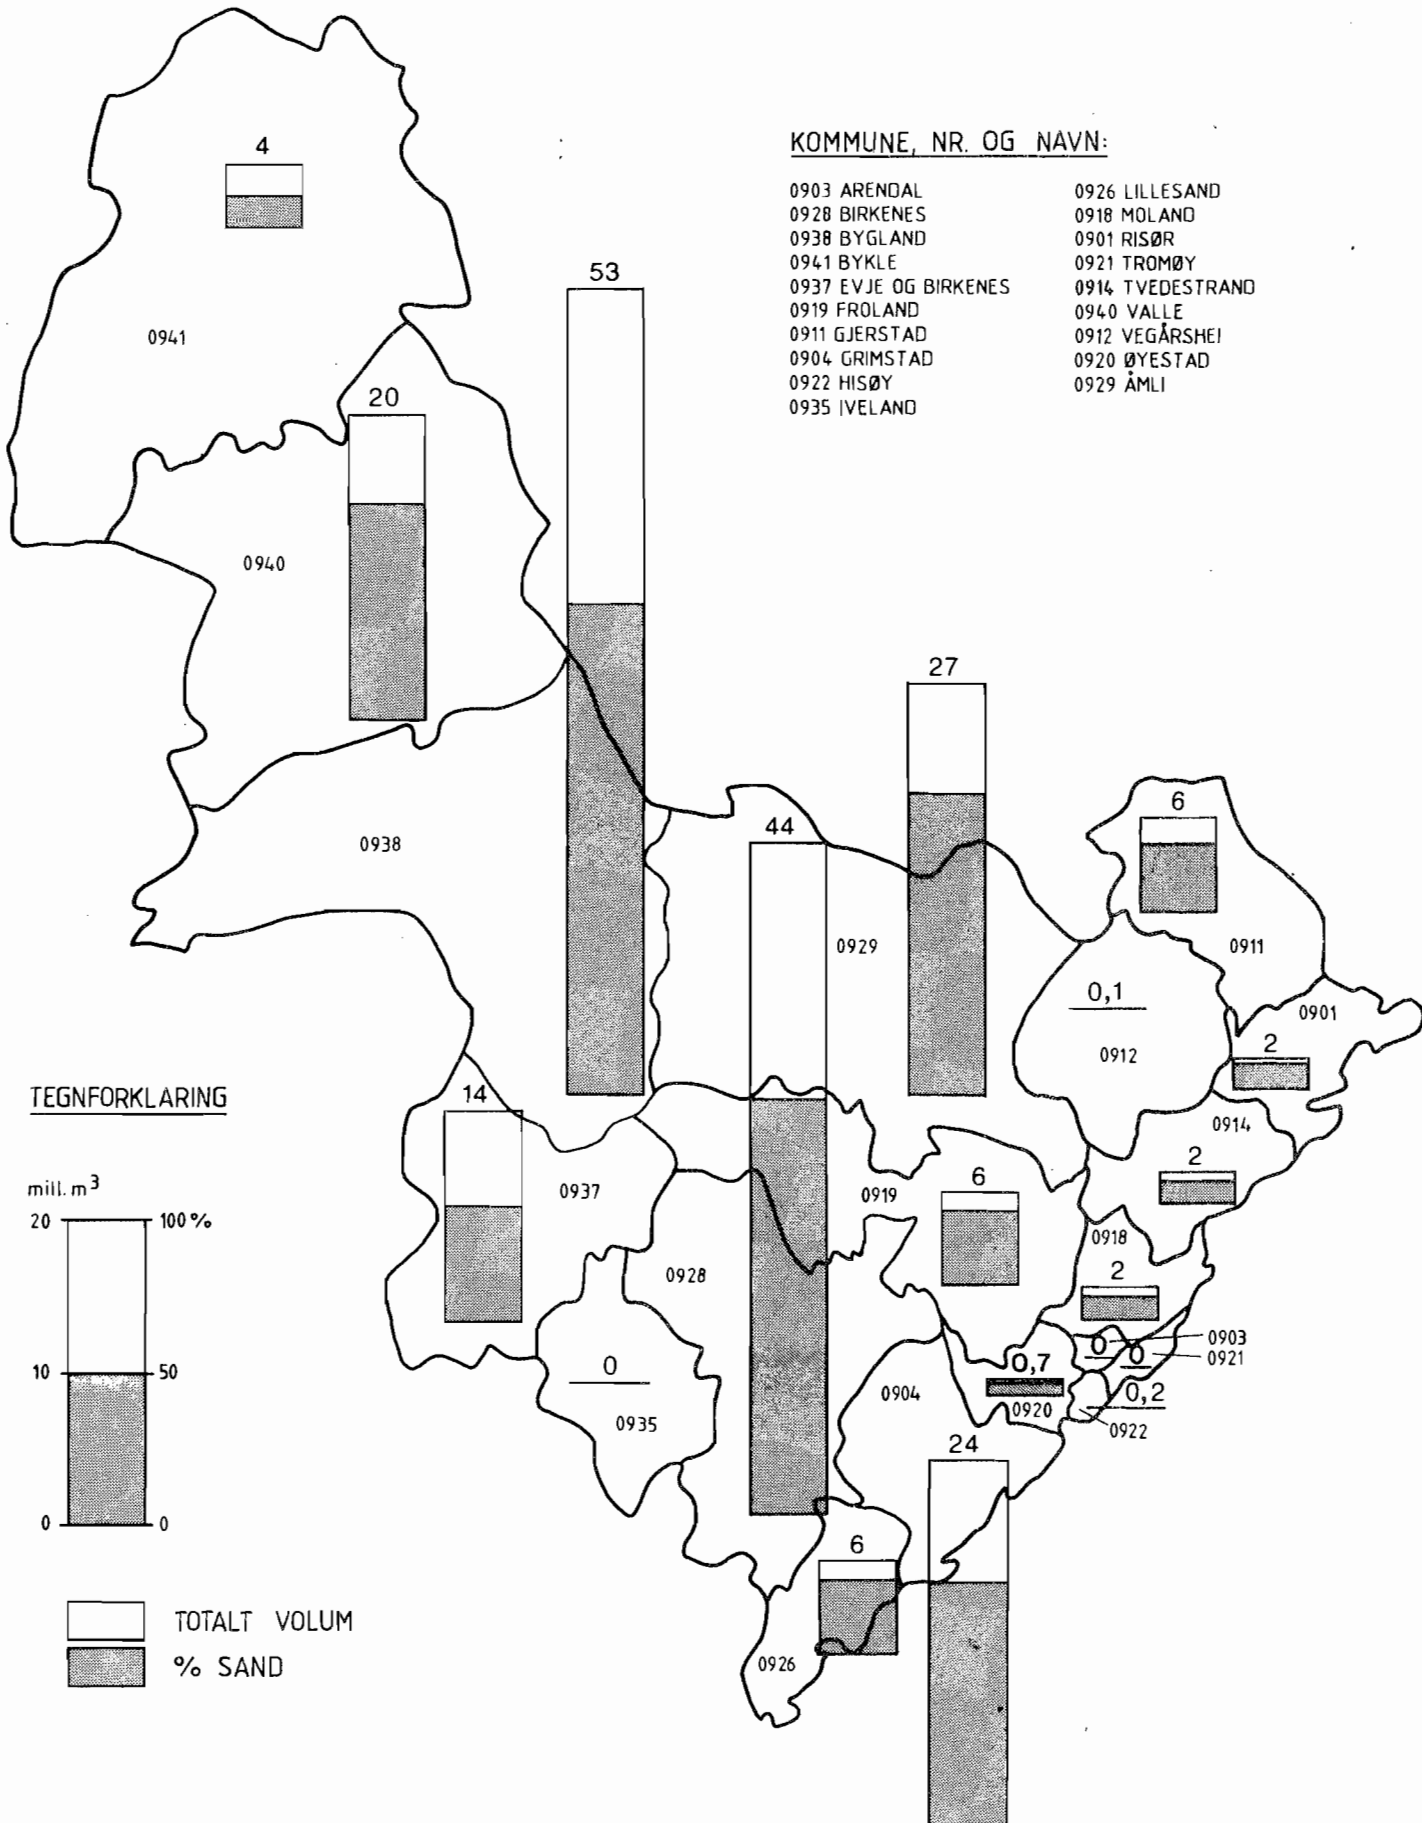 KOMMUNE, NR. OG NAVN:
0903 ARENDAL
0928 BIRKENES
0938 BYGLAND
0941 BYKLE
0937 EVJE OG BIRKENES
0919 FROLAND
0911 GJERSTAD
0904 GRIMSTAD
0922 HISØY
0935 IVELAND
0926 LILLESAND
0918 MOLAND
0901 RISØR
0921 TROMØY
0914 TVEDESTRAND
0940 VALLE
0912 VEGÅRSHEI
0920 ØYESTAD
0929 ÅMLI
4
0941
53
20
0940
27
0938
44
6
0929
0911
0,1
0901
0912
2
14
0914
0937
0919
6
2
0918
0928
2
0903
0921
0
0
0
0,7
0904
0,2
0920
0935
0922
24
6
0926
TEGNFORKLARING
mill. m³
20
100 %
10
50
0
0
TOTALT VOLUM
% SAND